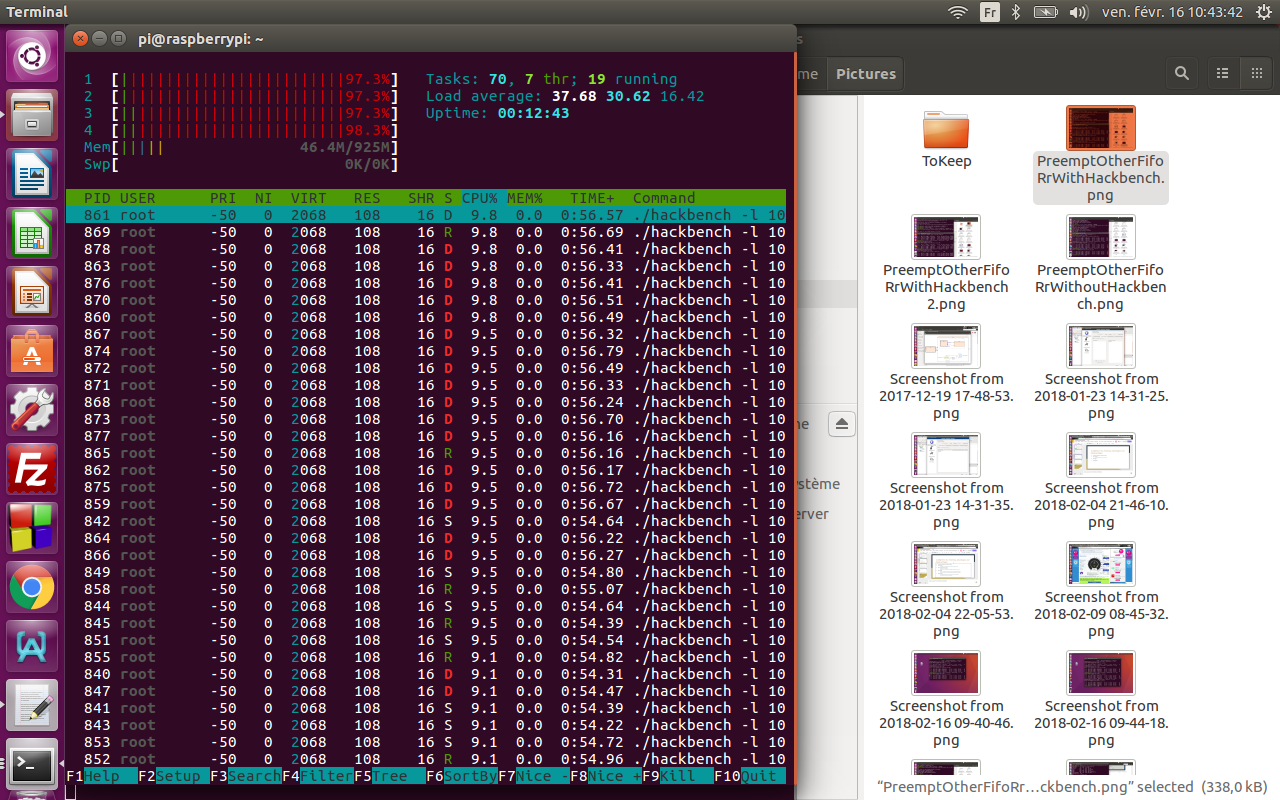 Terminal
Fr
ven. févr. 16 10:43:42
pi@raspberrypi: ~
1 [||||||||||||||||||||||||||97.3%] Tasks: 70, 7 thr; 19 running
2 [||||||||||||||||||||||||||97.3%] Load average: 37.68 30.62 16.42
3 [||||||||||||||||||||||||||97.3%] Uptime: 00:12:43
4 [||||||||||||||||||||||||||98.3%]
Mem[||||| 46.4M/925M]
Swp[ 0K/0K]
PID USER PRI NI VIRT RES SHR S CPU% MEM% TIME+ Command
861 root -50 0 2068 108 16 D 9.8 0.0 0:56.57 ./hackbench -l 10
869 root -50 0 2068 108 16 R 9.8 0.0 0:56.69 ./hackbench -l 10
878 root -50 0 2068 108 16 D 9.8 0.0 0:56.41 ./hackbench -l 10
863 root -50 0 2068 108 16 D 9.8 0.0 0:56.33 ./hackbench -l 10
876 root -50 0 2068 108 16 D 9.8 0.0 0:56.41 ./hackbench -l 10
870 root -50 0 2068 108 16 D 9.8 0.0 0:56.51 ./hackbench -l 10
860 root -50 0 2068 108 16 D 9.8 0.0 0:56.49 ./hackbench -l 10
867 root -50 0 2068 108 16 D 9.5 0.0 0:56.32 ./hackbench -l 10
874 root -50 0 2068 108 16 D 9.5 0.0 0:56.79 ./hackbench -l 10
872 root -50 0 2068 108 16 D 9.5 0.0 0:56.49 ./hackbench -l 10
871 root -50 0 2068 108 16 D 9.5 0.0 0:56.33 ./hackbench -l 10
868 root -50 0 2068 108 16 D 9.5 0.0 0:56.24 ./hackbench -l 10
873 root -50 0 2068 108 16 D 9.5 0.0 0:56.70 ./hackbench -l 10
877 root -50 0 2068 108 16 D 9.5 0.0 0:56.16 ./hackbench -l 10
865 root -50 0 2068 108 16 R 9.5 0.0 0:56.16 ./hackbench -l 10
862 root -50 0 2068 108 16 D 9.5 0.0 0:56.17 ./hackbench -l 10
875 root -50 0 2068 108 16 D 9.5 0.0 0:56.72 ./hackbench -l 10
859 root -50 0 2068 108 16 D 9.5 0.0 0:56.67 ./hackbench -l 10
842 root -50 0 2068 108 16 S 9.5 0.0 0:54.64 ./hackbench -l 10
864 root -50 0 2068 108 16 D 9.5 0.0 0:56.22 ./hackbench -l 10
866 root -50 0 2068 108 16 D 9.5 0.0 0:56.27 ./hackbench -l 10
849 root -50 0 2068 108 16 S 9.5 0.0 0:54.80 ./hackbench -l 10
858 root -50 0 2068 108 16 R 9.5 0.0 0:55.07 ./hackbench -l 10
844 root -50 0 2068 108 16 S 9.5 0.0 0:54.64 ./hackbench -l 10
845 root -50 0 2068 108 16 R 9.5 0.0 0:54.39 ./hackbench -l 10
851 root -50 0 2068 108 16 S 9.5 0.0 0:54.54 ./hackbench -l 10
855 root -50 0 2068 108 16 R 9.1 0.0 0:54.82 ./hackbench -l 10
840 root -50 0 2068 108 16 D 9.1 0.0 0:54.31 ./hackbench -l 10
847 root -50 0 2068 108 16 D 9.1 0.0 0:54.47 ./hackbench -l 10
841 root -50 0 2068 108 16 S 9.1 0.0 0:54.39 ./hackbench -l 10
843 root -50 0 2068 108 16 S 9.1 0.0 0:54.22 ./hackbench -l 10
853 root -50 0 2068 108 16 S 9.1 0.0 0:54.72 ./hackbench -l 10
852 root -50 0 2068 108 16 R 9.1 0.0 0:54.96 ./hackbench -l 10
F1Help F2Setup F3SearchF4FilterF5Tree F6SortByF7Nice -F8Nice +F9Kill F10Quit
s
me Pictures
ne
stème
erver
ToKeep
PreemptOtherFifo
RrWithHackbench.
png
PreemptOtherFifo
RrWithHackbench
2.png
PreemptOtherFifo
RrWithoutHackben
ch.png
Screenshot from
2017-12-19 17-48-53.
png
Screenshot from
2018-01-23 14-31-25.
png
Screenshot from
2018-01-23 14-31-35.
png
Screenshot from
2018-02-04 21-46-10.
png
Screenshot from
2018-02-04 22-05-53.
png
Screenshot from
2018-02-09 08-45-32.
png
Screenshot from
2018-02-16 09-40-46.
png
Screenshot from
2018-02-16 09-44-18.
png
“PreemptOtherFifoRr…ckbench.png” selected (338,0 kB)